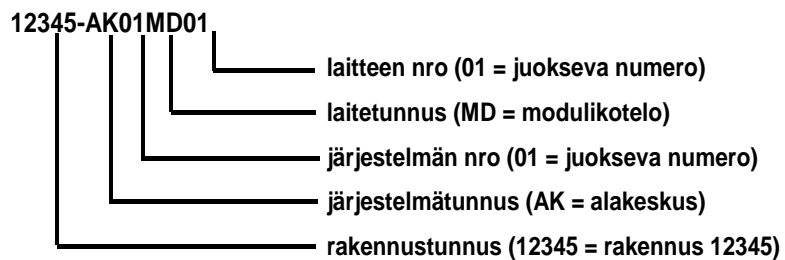 12345-AK01MD01
laitteen nro (01 = juokseva numero)
laitetunnus (MD = modulikotelo)
järjestelmän nro (01 = juokseva numero)
järjestelmätunnus (AK = alakeskus)
rakennustunnus (12345 = rakennus 12345)